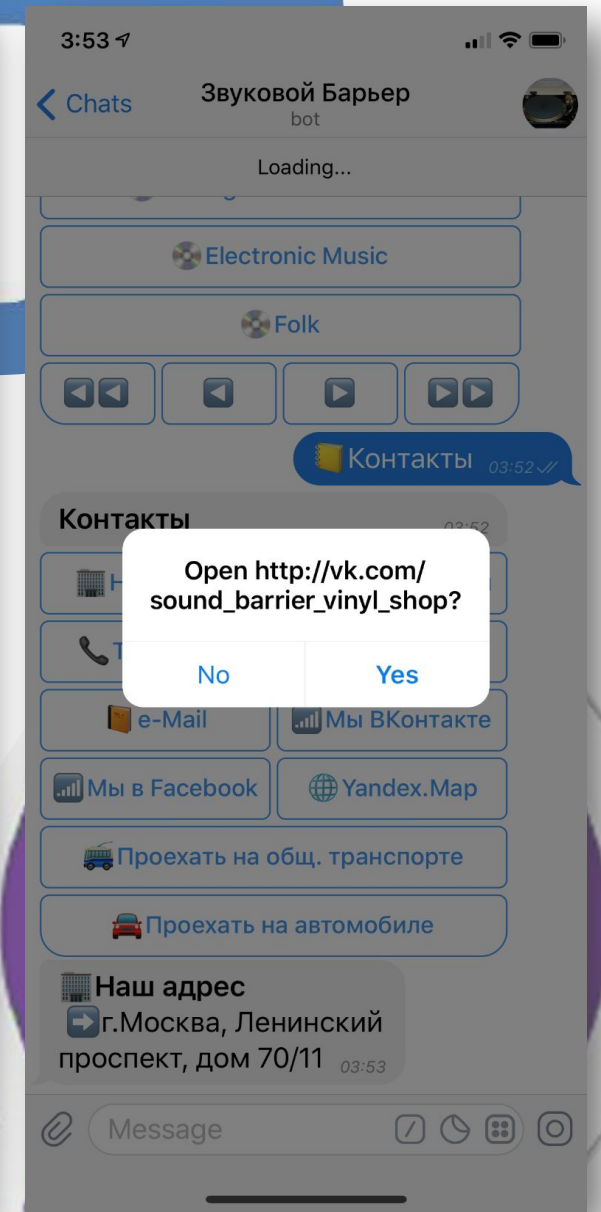 3:53
Chats
Звуковой Барьер
bot
Loading...
Electronic Music
Folk
Контакты 03:52
Контакты 03:52
Open http://vk.com/
sound_barrier_vinyl_shop?
No Yes
e-Mail Мы ВКонтакте
Мы в Facebook Yandex.Map
Проехать на общ. транспорте
Проехать на автомобиле
Наш адрес
г.Москва, Ленинский
проспект, дом 70/11 03:53
Message